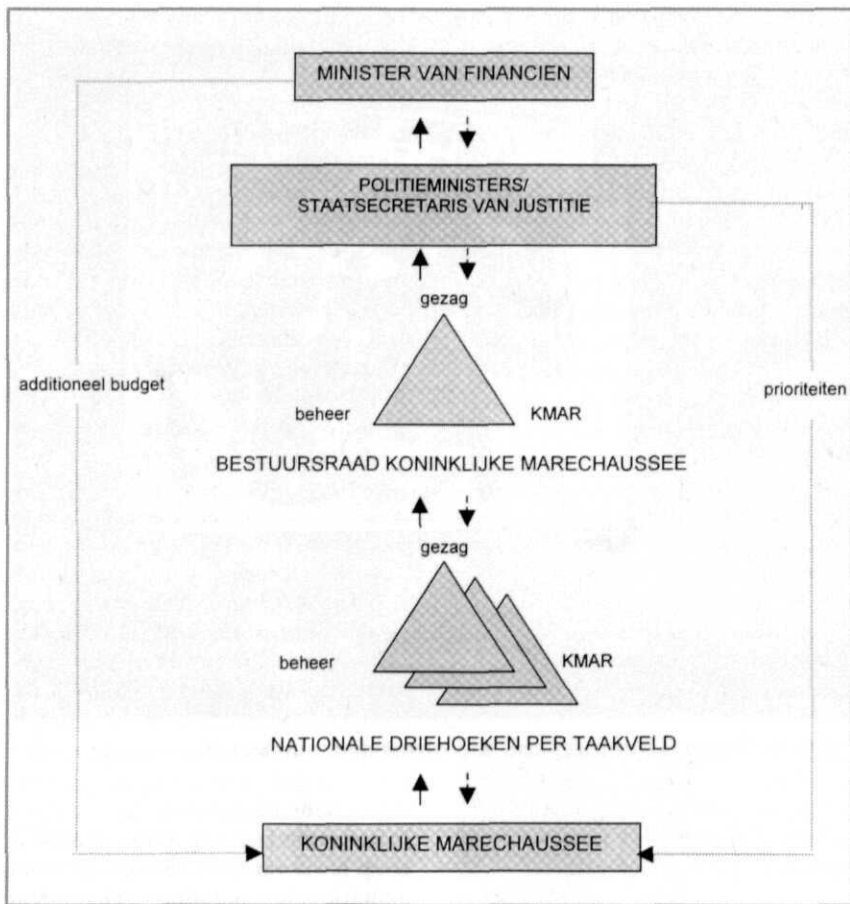 MINISTER VAN FINANCIEN
POLITIEMINISTERS/
STAATSECRETARIS VAN JUSTITIE
gezag
additioneel budget
prioriteiten
beheer
KMAR
BESTUURSRAAD KONINKLIJKE MARECHAUSSEE
gezag
beheer
KMAR
NATIONALE DRIEHOEKEN PER TAAKVELD
KONINKLIJKE MARECHAUSSEE